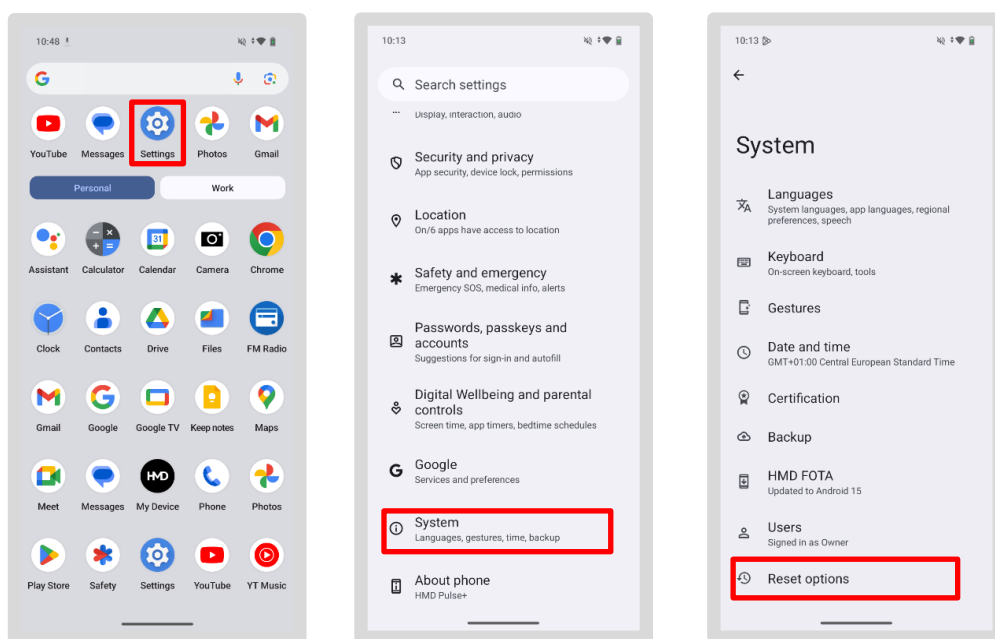 10:48
YouTube Messages Settings Photos Gmail
Personal Work
31
Assistant Calculator Calendar Camera Chrome
Clock Contacts Drive Files FM Radio
Gmail Google Google TV Keep notes Maps
HMD
Meet Messages My Device Phone Photos
Play Store Safety Settings YouTube YT Music
10:13
Search settings
Display, interaction, audio
Security and privacy
App security, device lock, permissions
Location
On/6 apps have access to location
Safety and emergency
Emergency SOS, medical info, alerts
Passwords, passkeys and
accounts
Suggestions for sign-in and autofill
Digital Wellbeing and parental
controls
Screen time, app timers, bedtime schedules
Google
Services and preferences
System
Languages, gestures, time, backup
About phone
HMD Pulse+
10:13
System
Languages
System languages, app languages, regional
preferences, speech
Keyboard
On-screen keyboard, tools
Gestures
Date and time
GMT+01:00 Central European Standard Time
Certification
Backup
HMD FOTA
Updated to Android 15
Users
Signed in as Owner
Reset options